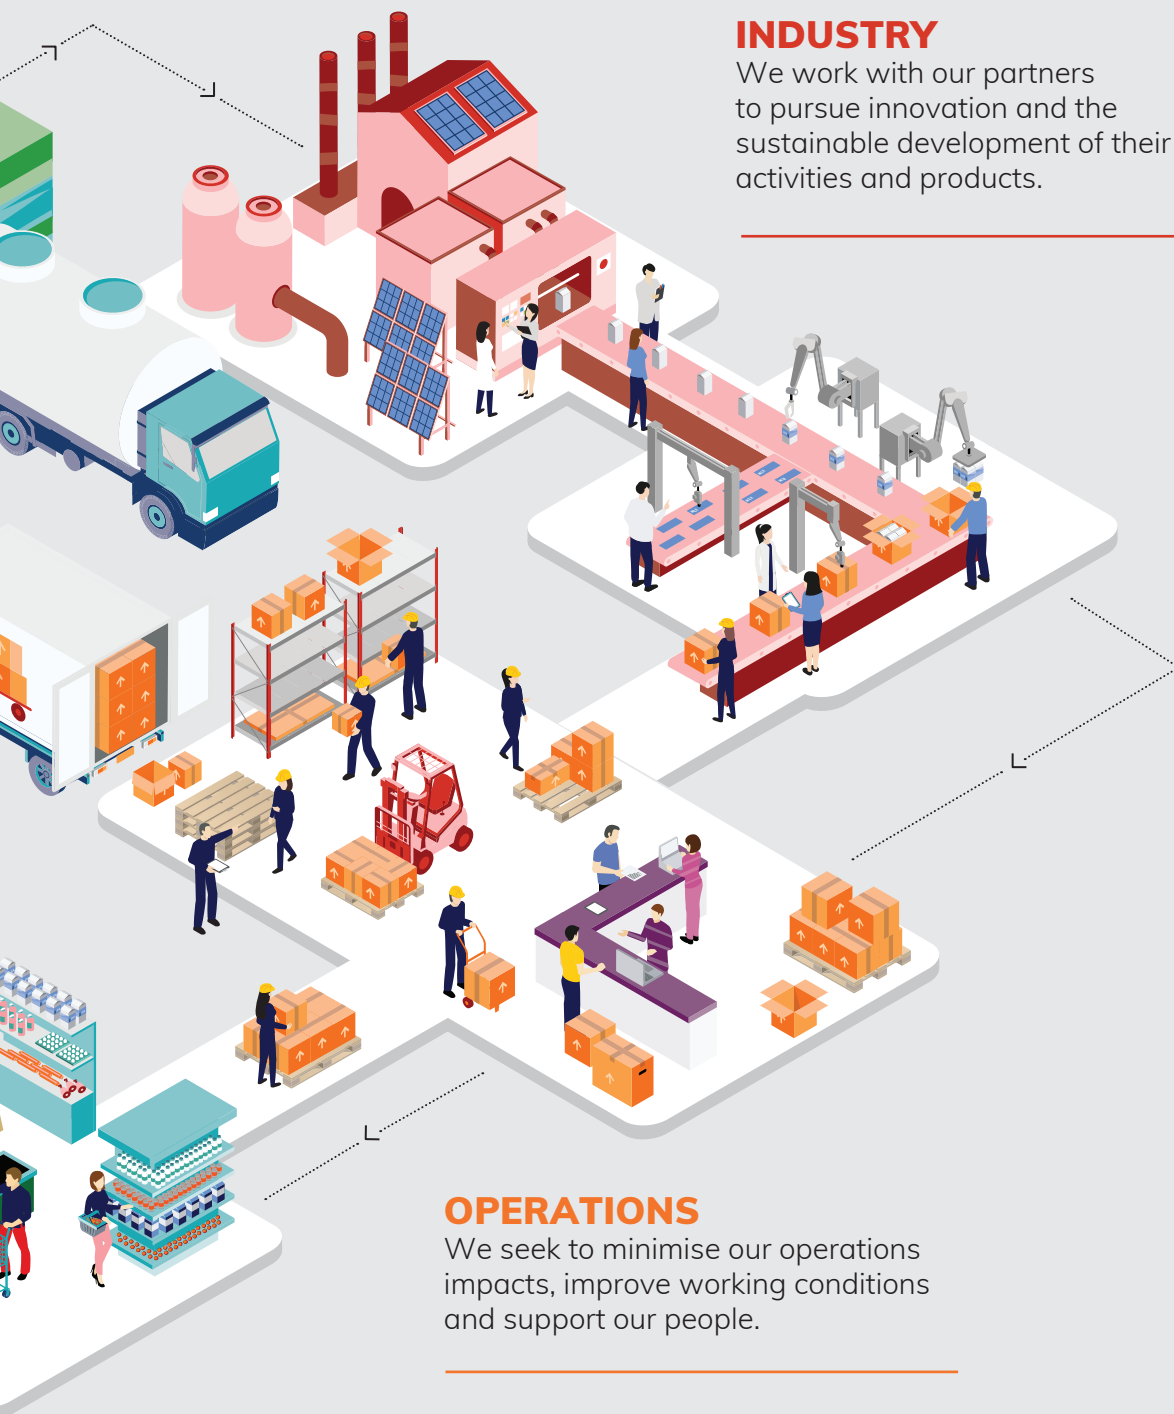 INDUSTRY
We work with our partners
to pursue innovation and the
sustainable development of their
activities and products.
OPERATIONS
We seek to minimise our operations
impacts, improve working conditions
and support our people.